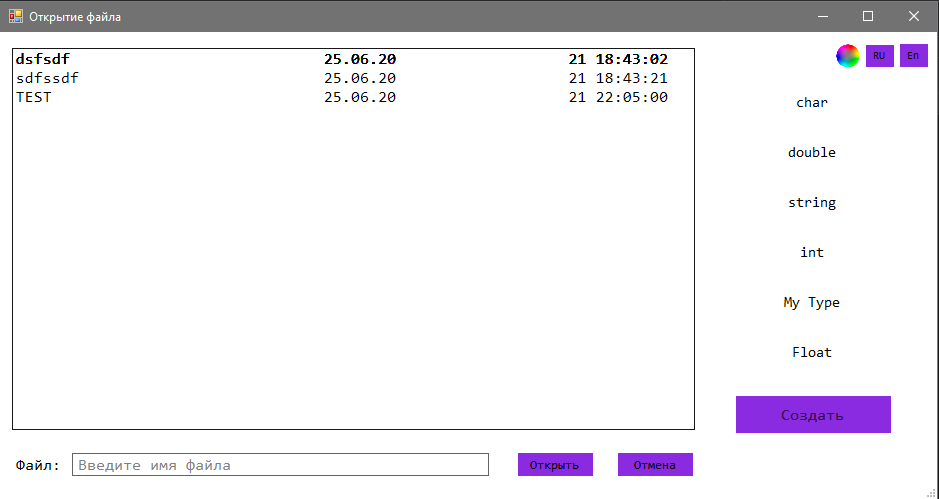 Открытие файла
RU En
dsfsdf 25.06.20 21 18:43:02
sdfssdf 25.06.20 21 18:43:21
TEST 25.06.20 21 22:05:00
char
double
string
int
My Type
Float
Создать
Файл: Введите имя файла Открыть Отмена